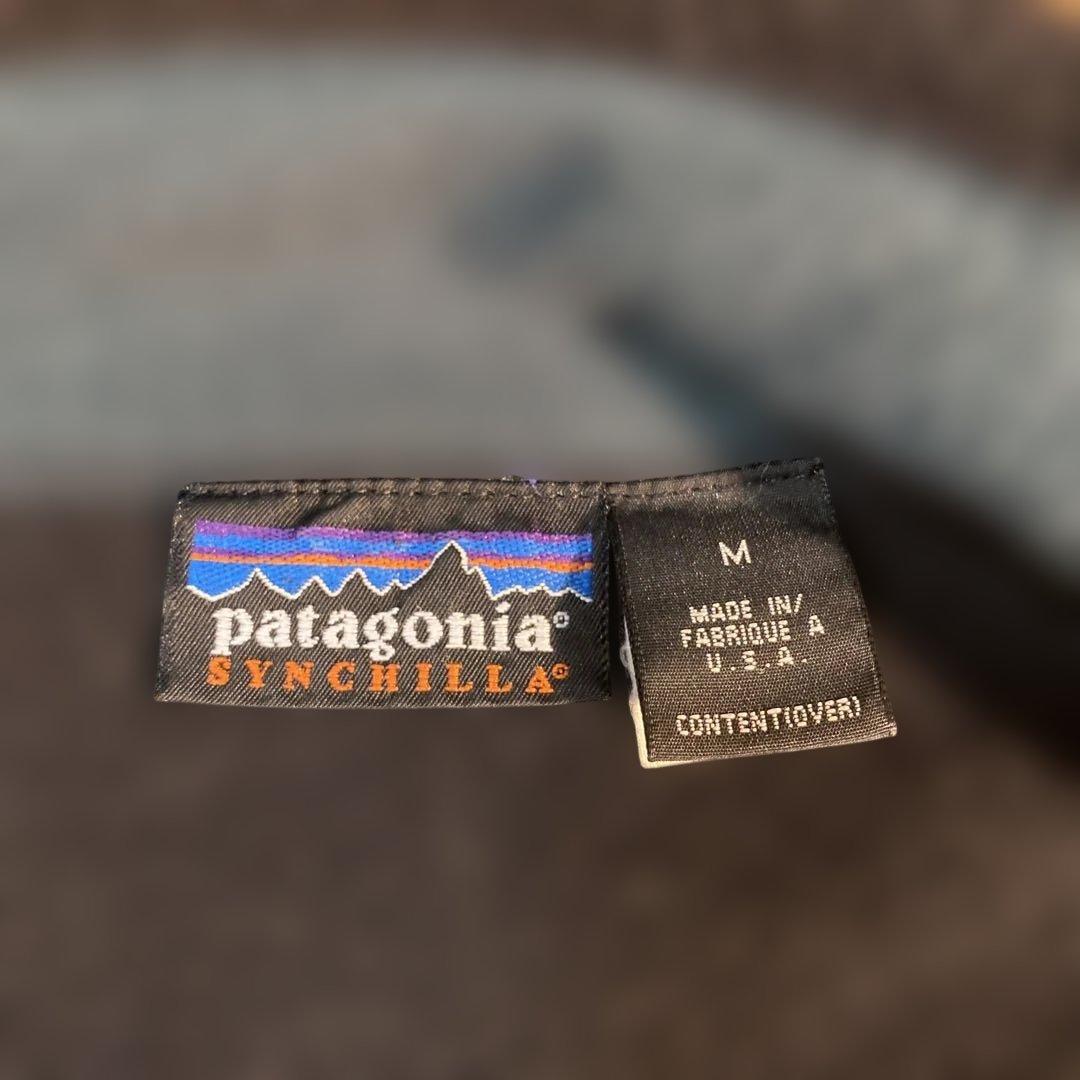 patagonia®
SYNCHILLA®
M
MADE IN/
FABRIQUE A
U.S.A.
CONTENT(OVER)